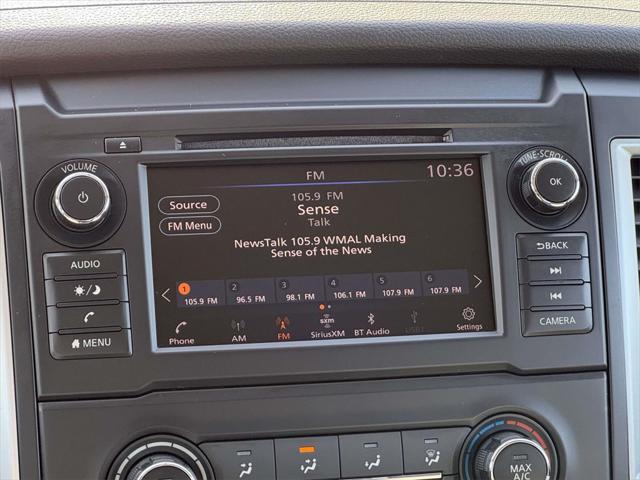 VOLUME
TUNE·SCROLL
OK
FM
10:36
Source
FM Menu
105.9 FM
Sense
Talk
NewsTalk 105.9 WMAL Making
Sense of the News
1
2
3
4
5
6
105.9 FM
96.5 FM
98.1 FM
106.1 FM
107.9 FM
107.9 FM
Phone
AM
FM
sxm
SiriusXM
BT Audio
USB1
Settings
AUDIO
MENU
BACK
CAMERA
MAX
A/C